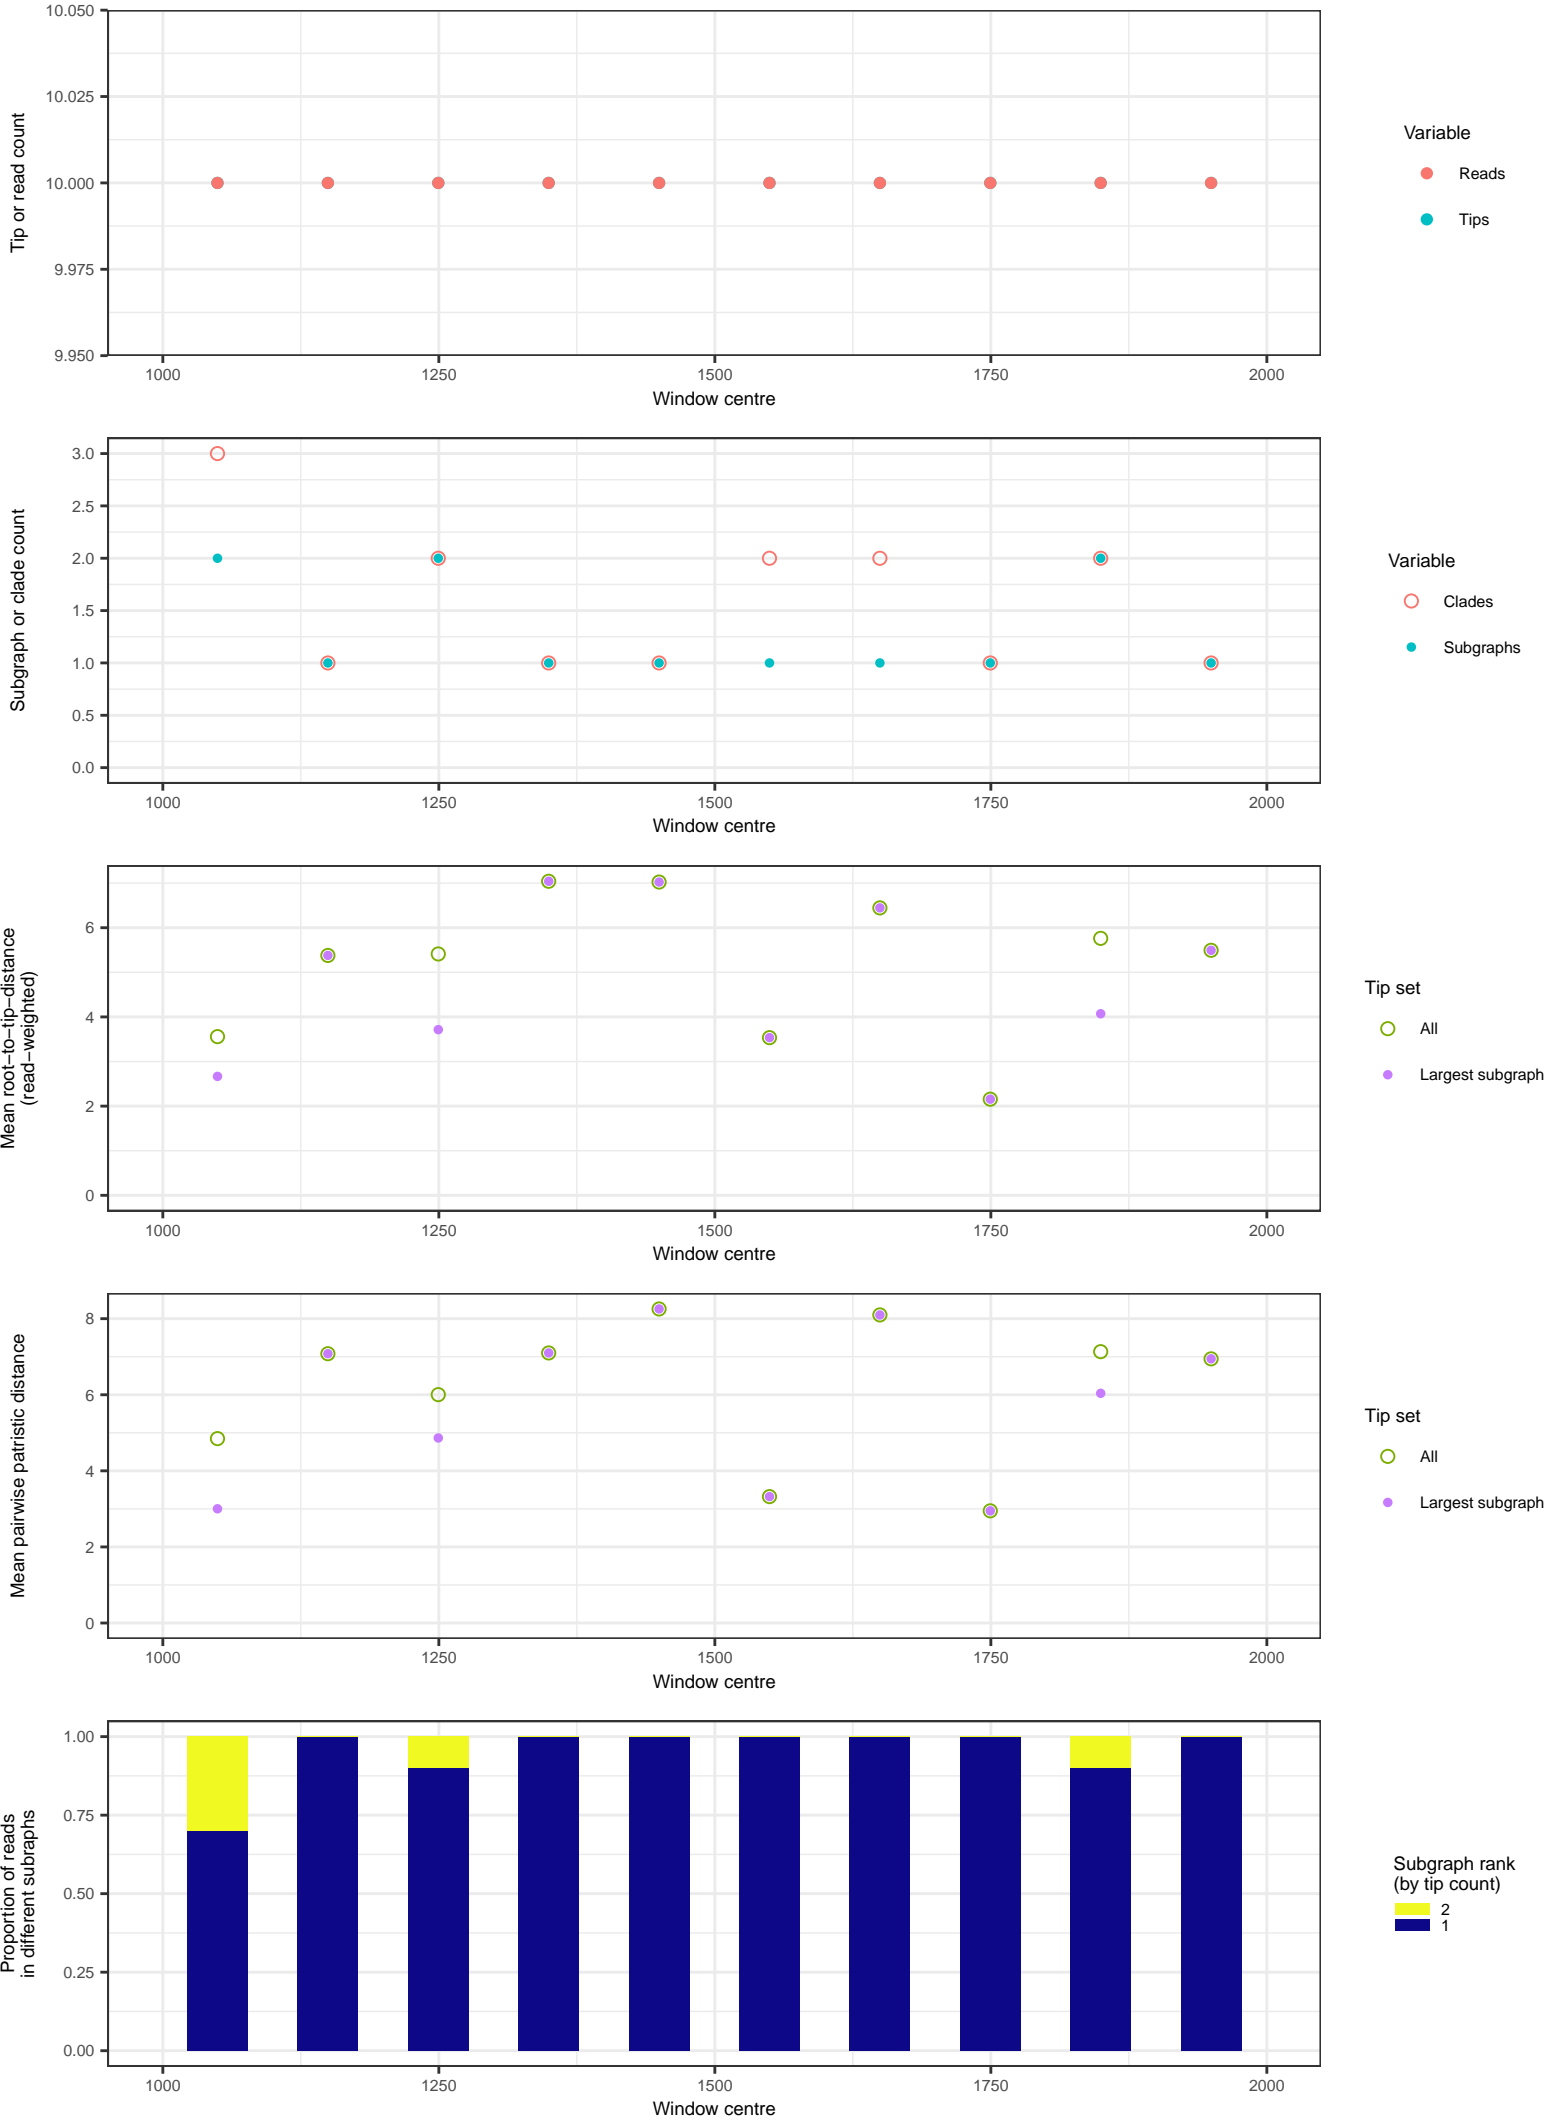 10.050
10.025
10.000
9.975
9.950
Tip or read count
1000 1250 1500 1750 2000
Window centre
Variable
Reads
Tips
3.0
2.5
2.0
1.5
1.0
0.5
0.0
Subgraph or clade count
1000 1250 1500 1750 2000
Window centre
Variable
Clades
Subgraphs
6
4
2
0
Mean root−to−tip−distance
(read−weighted)
1000 1250 1500 1750 2000
Window centre
Tip set
All
Largest subgraph
8
6
4
2
0
Mean pairwise patristic distance
1000 1250 1500 1750 2000
Window centre
Tip set
All
Largest subgraph
1.00
0.75
0.50
0.25
0.00
Proportion of reads
in different subraphs
1000 1250 1500 1750 2000
Window centre
Subgraph rank
(by tip count)
2
1